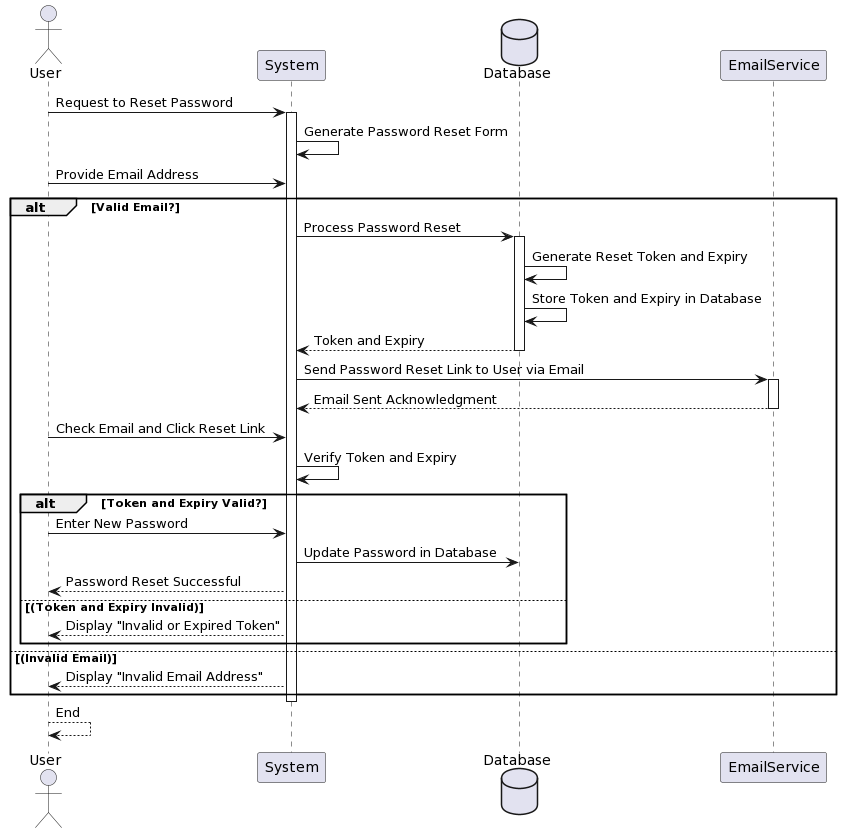 User
System
Database
EmailService
Request to Reset Password
Generate Password Reset Form
Provide Email Address
alt [Valid Email?]
Process Password Reset
Generate Reset Token and Expiry
Store Token and Expiry in Database
Token and Expiry
Send Password Reset Link to User via Email
Email Sent Acknowledgment
Check Email and Click Reset Link
Verify Token and Expiry
alt [Token and Expiry Valid?]
Enter New Password
Update Password in Database
Password Reset Successful
[(Token and Expiry Invalid)]
Display "Invalid or Expired Token"
[(Invalid Email)]
Display "Invalid Email Address"
End
User
System
Database
EmailService